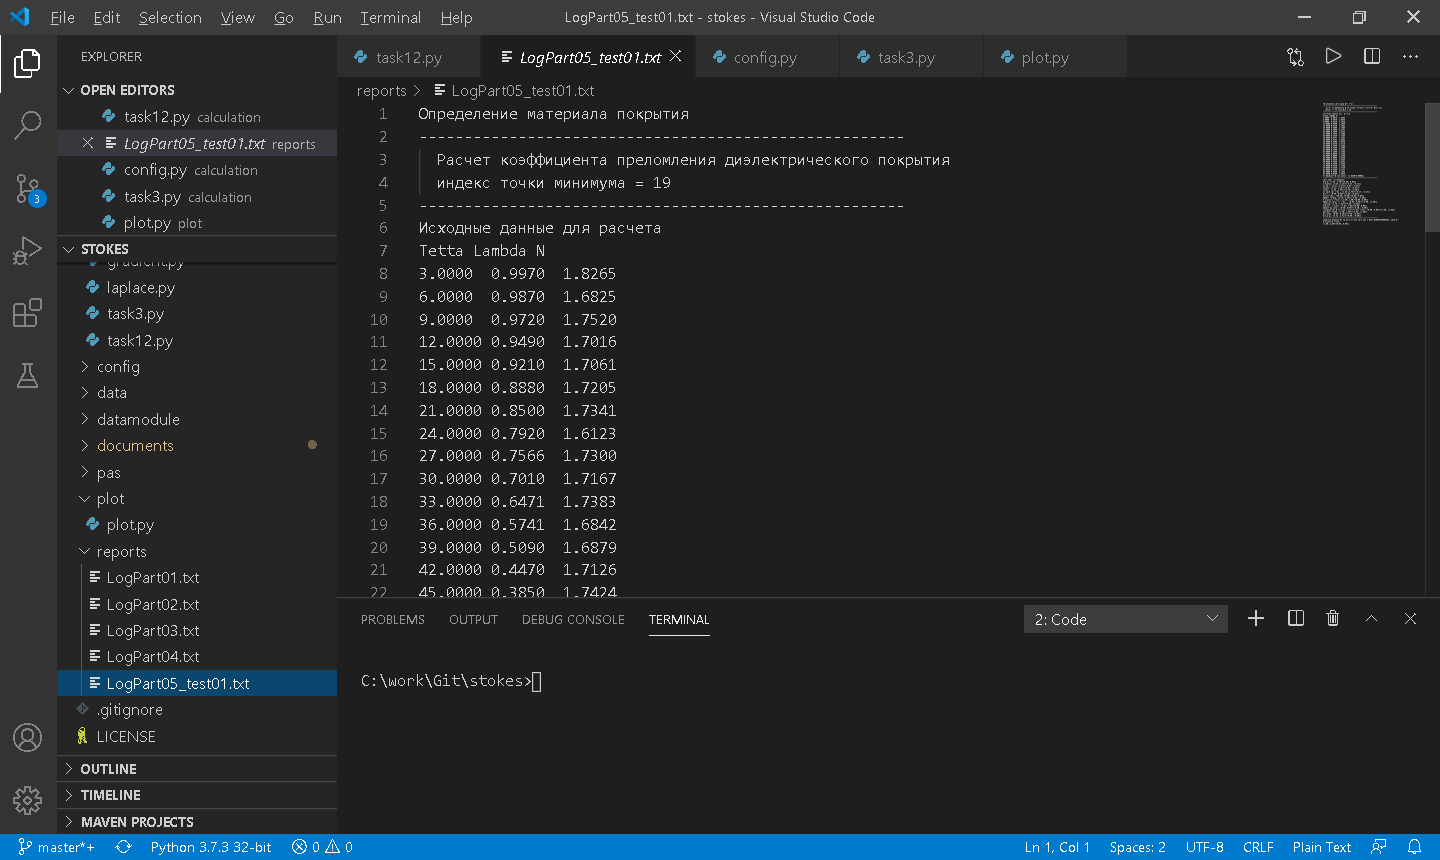 File Edit Selection View Go Run Terminal Help
LogPart05_test01.txt - stokes - Visual Studio Code
EXPLORER
OPEN EDITORS
task12.py calculation
LogPart05_test01.txt reports
config.py calculation
task3.py calculation
plot.py plot
STOKES
gradient.py
laplace.py
task3.py
task12.py
config
data
datamodule
documents
pas
plot
plot.py
reports
LogPart01.txt
LogPart02.txt
LogPart03.txt
LogPart04.txt
LogPart05_test01.txt
.gitignore
LICENSE
OUTLINE
TIMELINE
MAVEN PROJECTS
3
task12.py LogPart05_test01.txt config.py task3.py plot.py
reports > LogPart05_test01.txt
1 Определение материала покрытия
2 ------------------------------------------------------
3 Расчет коэффициента преломления диэлектрического покрытия
4 индекс точки минимума = 19
5 ------------------------------------------------------
6 Исходные данные для расчета
7 Tetta Lambda N
8 3.0000 0.9970 1.8265
9 6.0000 0.9870 1.6825
10 9.0000 0.9720 1.7520
11 12.0000 0.9490 1.7016
12 15.0000 0.9210 1.7061
13 18.0000 0.8880 1.7205
14 21.0000 0.8500 1.7341
15 24.0000 0.7920 1.6123
16 27.0000 0.7566 1.7300
17 30.0000 0.7010 1.7167
18 33.0000 0.6471 1.7383
19 36.0000 0.5741 1.6842
20 39.0000 0.5090 1.6879
21 42.0000 0.4470 1.7126
22 45.0000 0.3850 1.7424
PROBLEMS OUTPUT DEBUG CONSOLE TERMINAL
2: Code
C:\work\Git\stokes>
master*+ Python 3.7.3 32-bit 0 0
Ln 1, Col 1 Spaces: 2 UTF-8 CRLF Plain Text